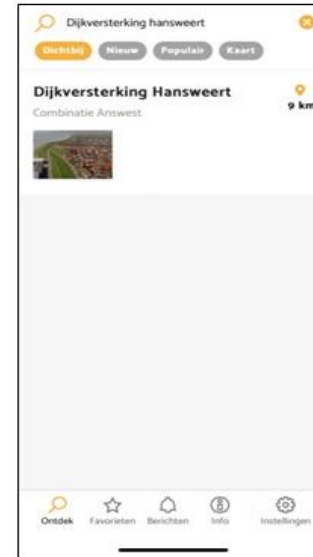 Dijkversterking hansweert
Dichtbij Nieuw Populair Kaart
Dijkversterking Hansweert
9 km
Combinatie Answest
Ontdek Favorieten Berichten Info Instellingen